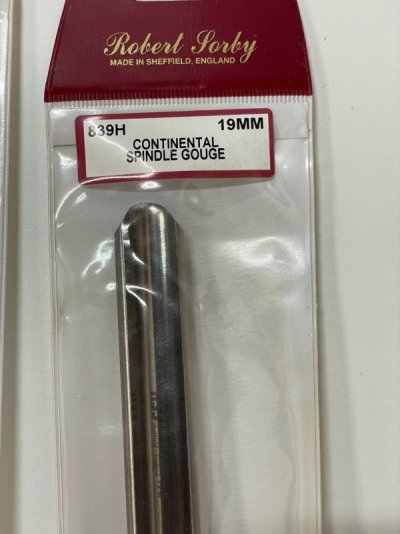 Robert Sorby
MADE IN SHEFFIELD, ENGLAND
839H 19MM
CONTINENTAL
SPINDLE GOUGE